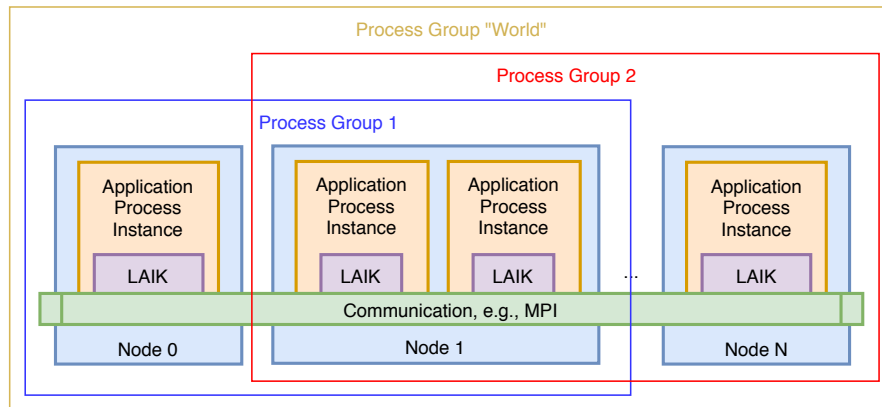 Process Group "World"
Process Group 2
Process Group 1
Application
Process
Instance
LAIK
Application
Process
Instance
LAIK
Application
Process
Instance
LAIK
...
Application
Process
Instance
LAIK
Communication, e.g., MPI
Node 0
Node 1
Node N